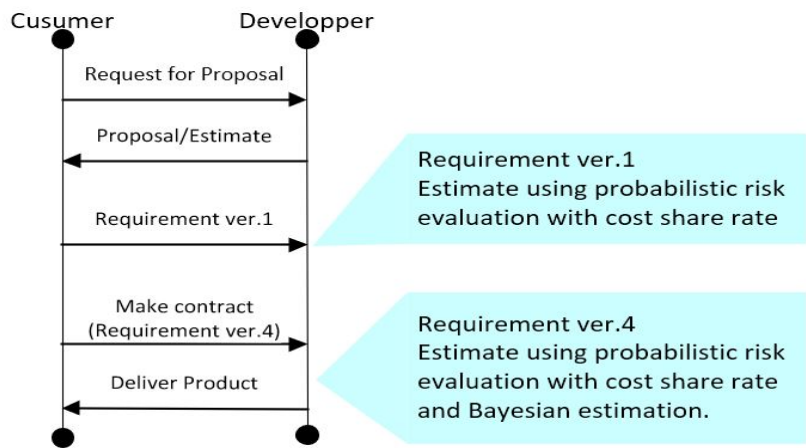 Cusumer
Developper
Request for Proposal
Proposal/Estimate
Requirement ver.1
Estimate using probabilistic risk
evaluation with cost share rate
Requirement ver.1
Make contract
(Requirement ver.4)
Requirement ver.4
Estimate using probabilistic risk
evaluation with cost share rate
and Bayesian estimation.
Deliver Product